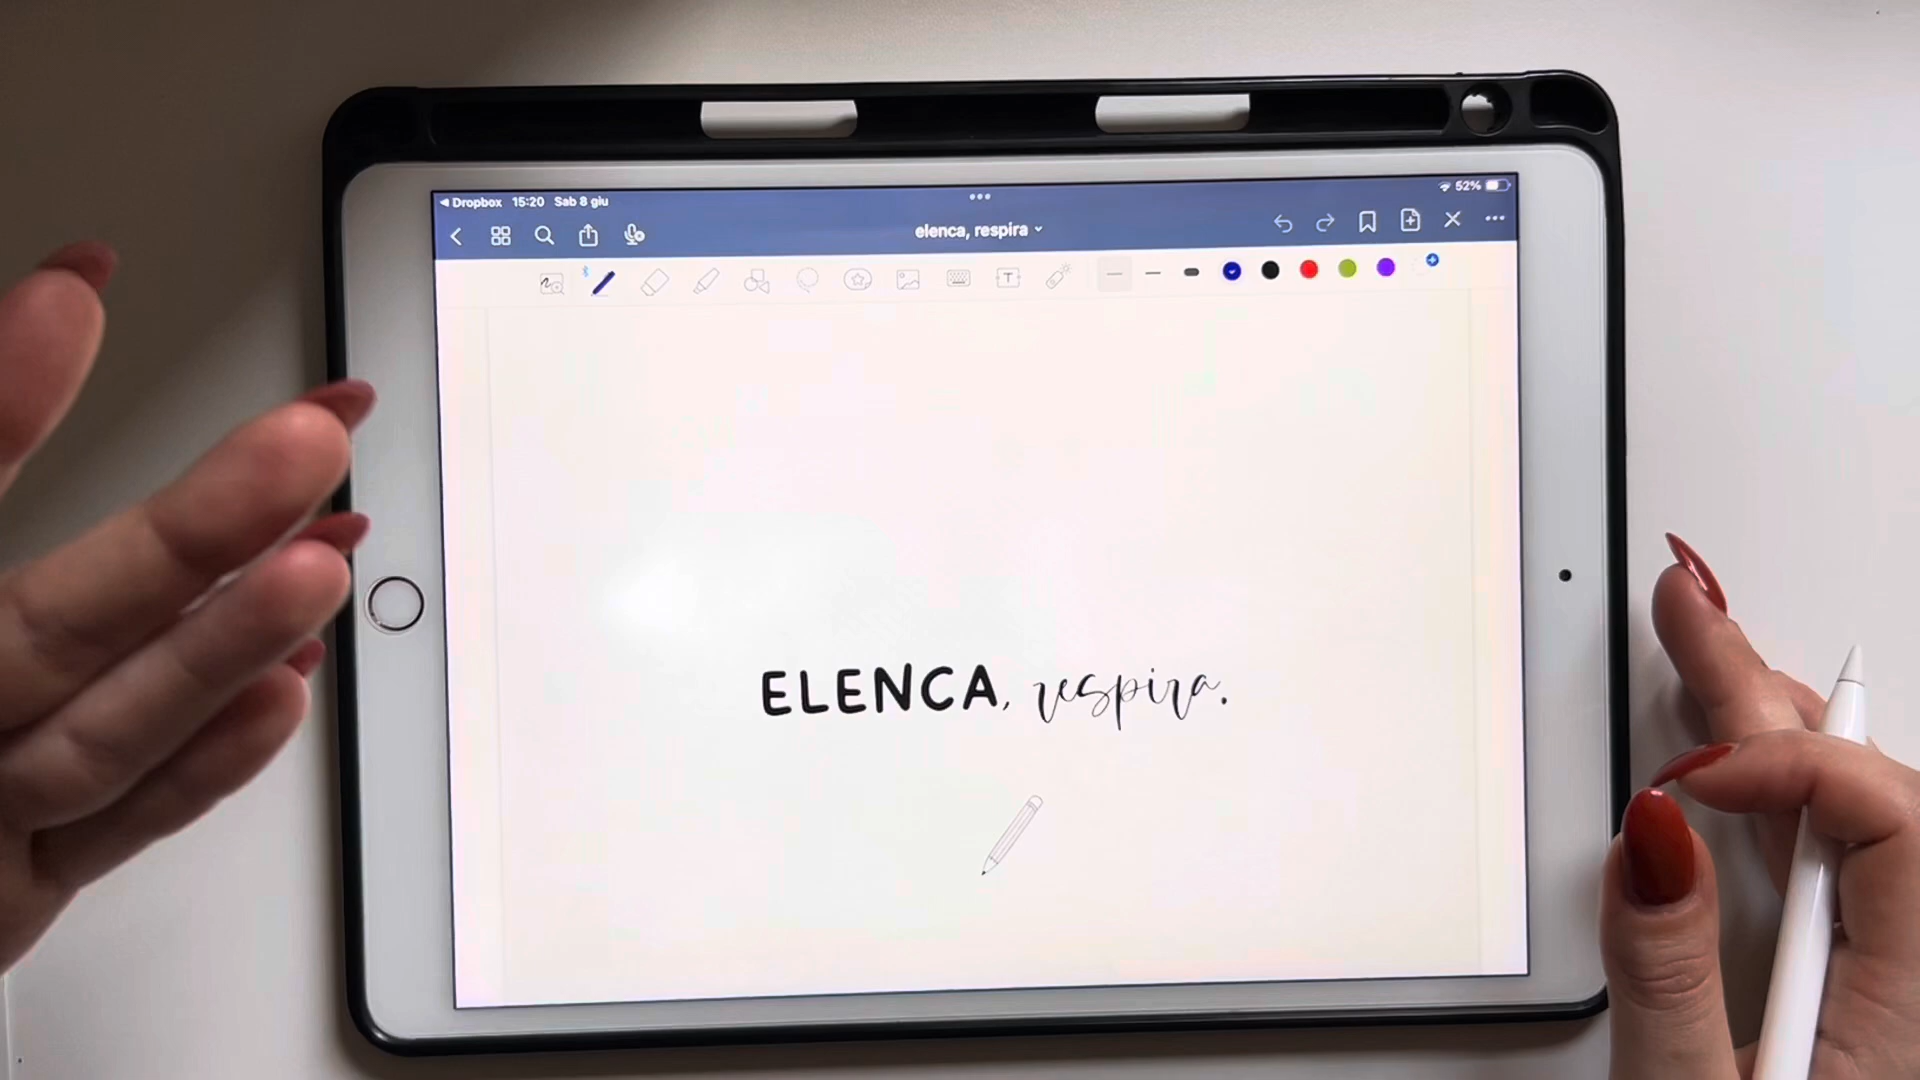 Dropbox 15:20 Sab 8 giu
52%
elenca, respira
T
ELENCA, respira.